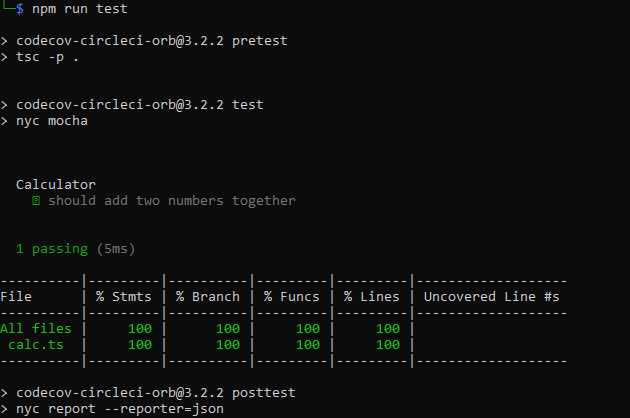 └─$ npm run test
> codecov-circleci-orb@3.2.2 pretest
> tsc -p .
> codecov-circleci-orb@3.2.2 test
> nyc mocha
Calculator
should add two numbers together
1 passing (5ms)
----------|---------|----------|---------|---------|-------------------
File      | % Stmts | % Branch | % Funcs | % Lines | Uncovered Line #s
----------|---------|----------|---------|---------|-------------------
All files |     100 |      100 |     100 |     100 |
 calc.ts  |     100 |      100 |     100 |     100 |
----------|---------|----------|---------|---------|-------------------
> codecov-circleci-orb@3.2.2 posttest
> nyc report --reporter=json